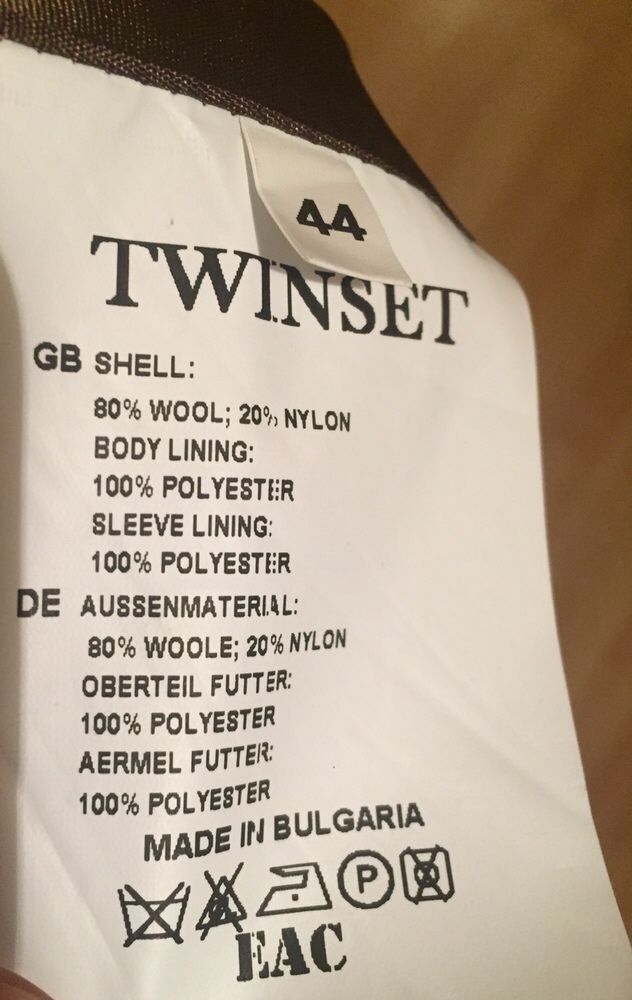 44
TWINSET
GB SHELL:
80% WOOL; 20% NYLON
BODY LINING:
100% POLYESTER
SLEEVE LINING:
100% POLYESTER
DE AUSSENMATERIAL:
80% WOOLE; 20% NYLON
OBERTEIL FUTTER:
100% POLYESTER
AERMEL FUTTER:
100% POLYESTER
MADE IN BULGARIA
P
EAC